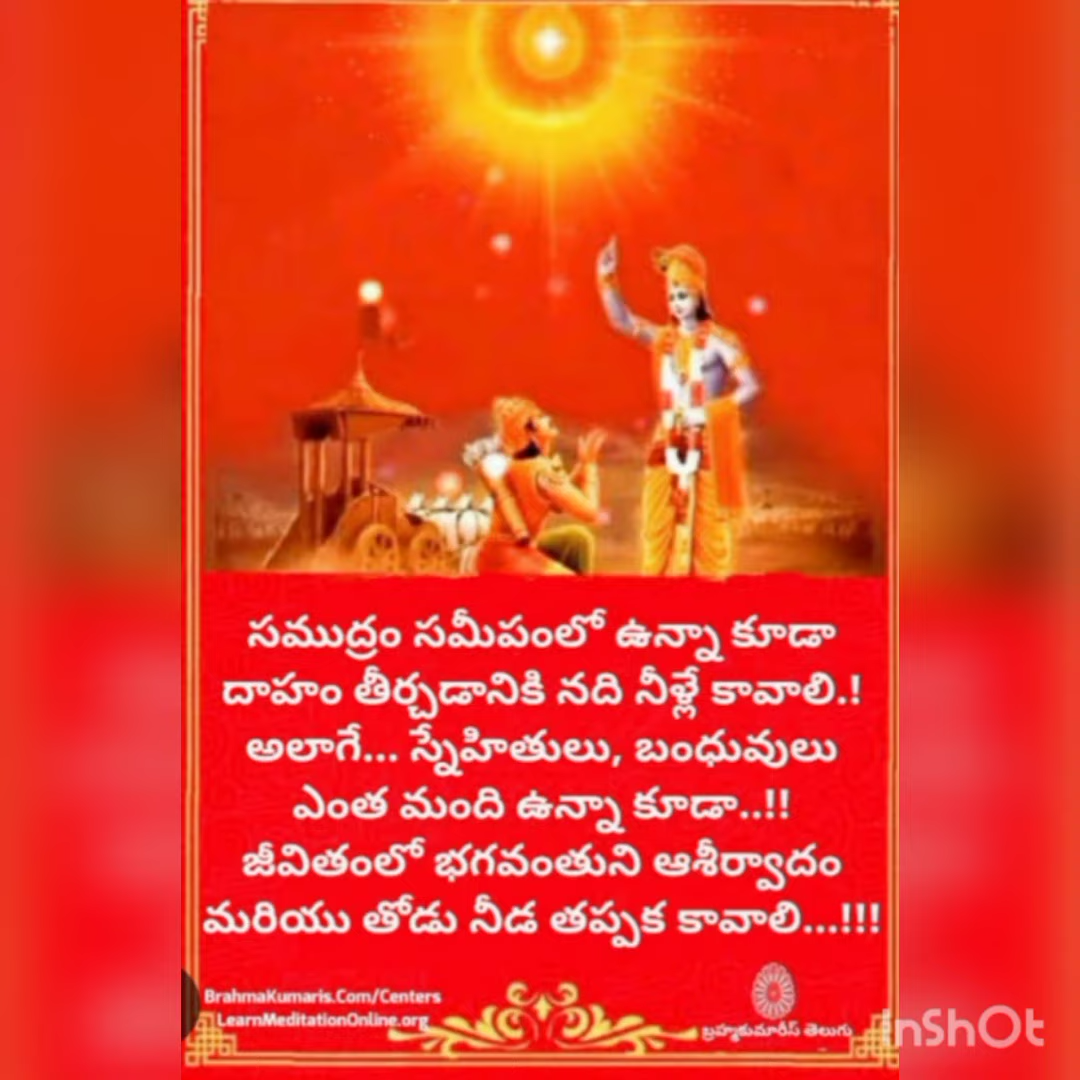 సముద్రం సమీపంలో ఉన్నా కూడా
దాహం తీర్చడానికి నది నీళ్లే కావాలి.!
అలాగే... స్నేహితులు, బంధువులు
ఎంత మంది ఉన్నా కూడా..!!
జీవితంలో భగవంతుని ఆశీర్వాదం
మరియు తోడు నీడ తప్పక కావాలి...!!!
BrahmaKumaris.Com/Centers
LearnMeditationOnline.org
బ్రహ్మకుమారీస్ తెలుగు
InShOt